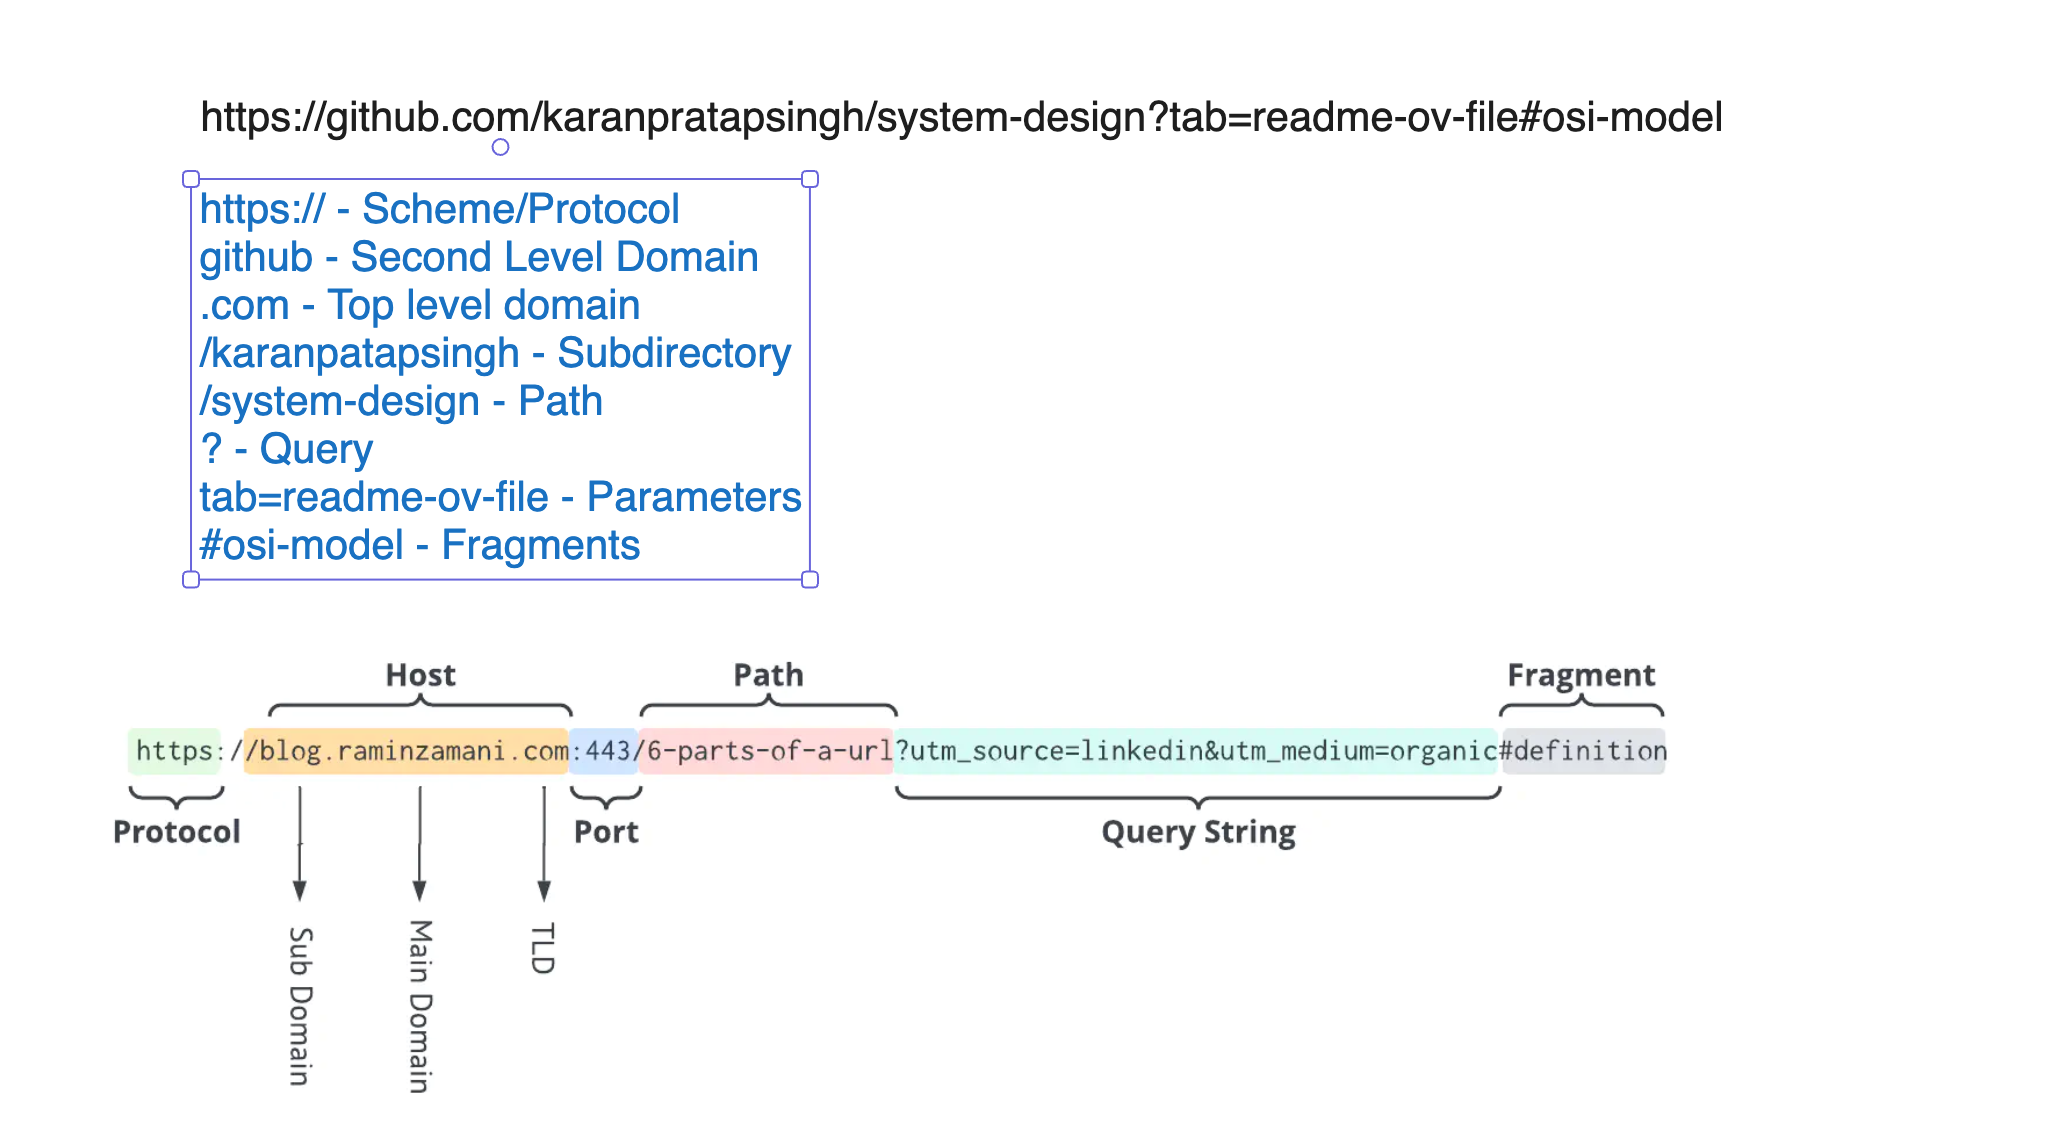 https://github.com/karanpratapsingh/system-design?tab=readme-ov-file#osi-model
https:// - Scheme/Protocol
github - Second Level Domain
.com - Top level domain
/karanpatapsingh - Subdirectory
/system-design - Path
? - Query
tab=readme-ov-file - Parameters
#osi-model - Fragments
Host
Path
Fragment
https://blog.raminzamani.com:443/6-parts-of-a-url?utm_source=linkedin&utm_medium=organic#definition
Protocol
Port
Query String
Sub Domain
Main Domain
TLD